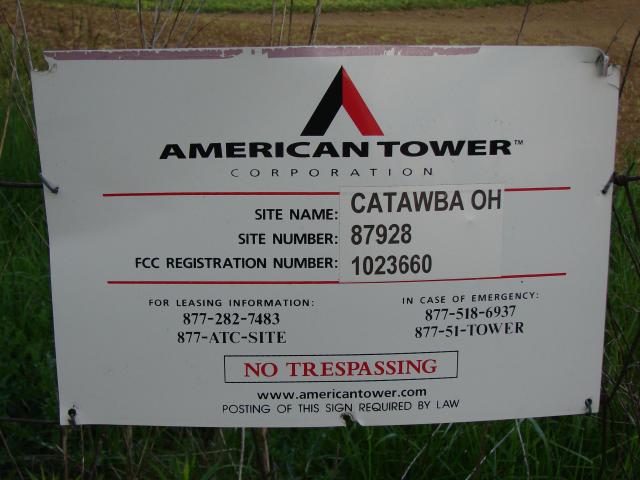 AMERICAN TOWER™
CORPORATION
SITE NAME: CATAWBA OH
SITE NUMBER: 87928
FCC REGISTRATION NUMBER: 1023660
FOR LEASING INFORMATION:
877-282-7483
877-ATC-SITE
IN CASE OF EMERGENCY:
877-518-6937
877-51-TOWER
NO TRESPASSING
www.americantower.com
POSTING OF THIS SIGN REQUIRED BY LAW